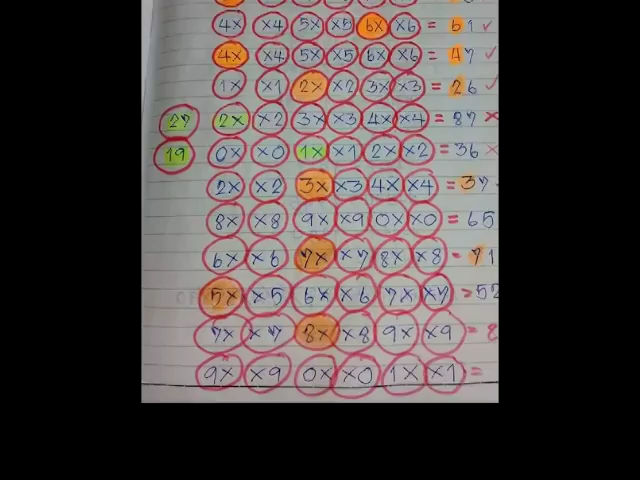 4x x4 5x x5 6x x6 = 61 ✓
4x x4 5x x5 6x x6 = 47 ✓
1x x1 2x x2 3x x3 = 26 ✓
27 2x x2 3x x3 4x x4 = 87 ×
19 0x x0 1x x1 2x x2 = 36 ×
2x x2 3x x3 4x x4 = 37
8x x8 9x x9 0x x0 = 65
6x x6 7x x7 8x x8 = 71
5x x5 6x x6 7x x7 = 52
7x x7 8x x8 9x x9 = 8
9x x9 0x x0 1x x1 =